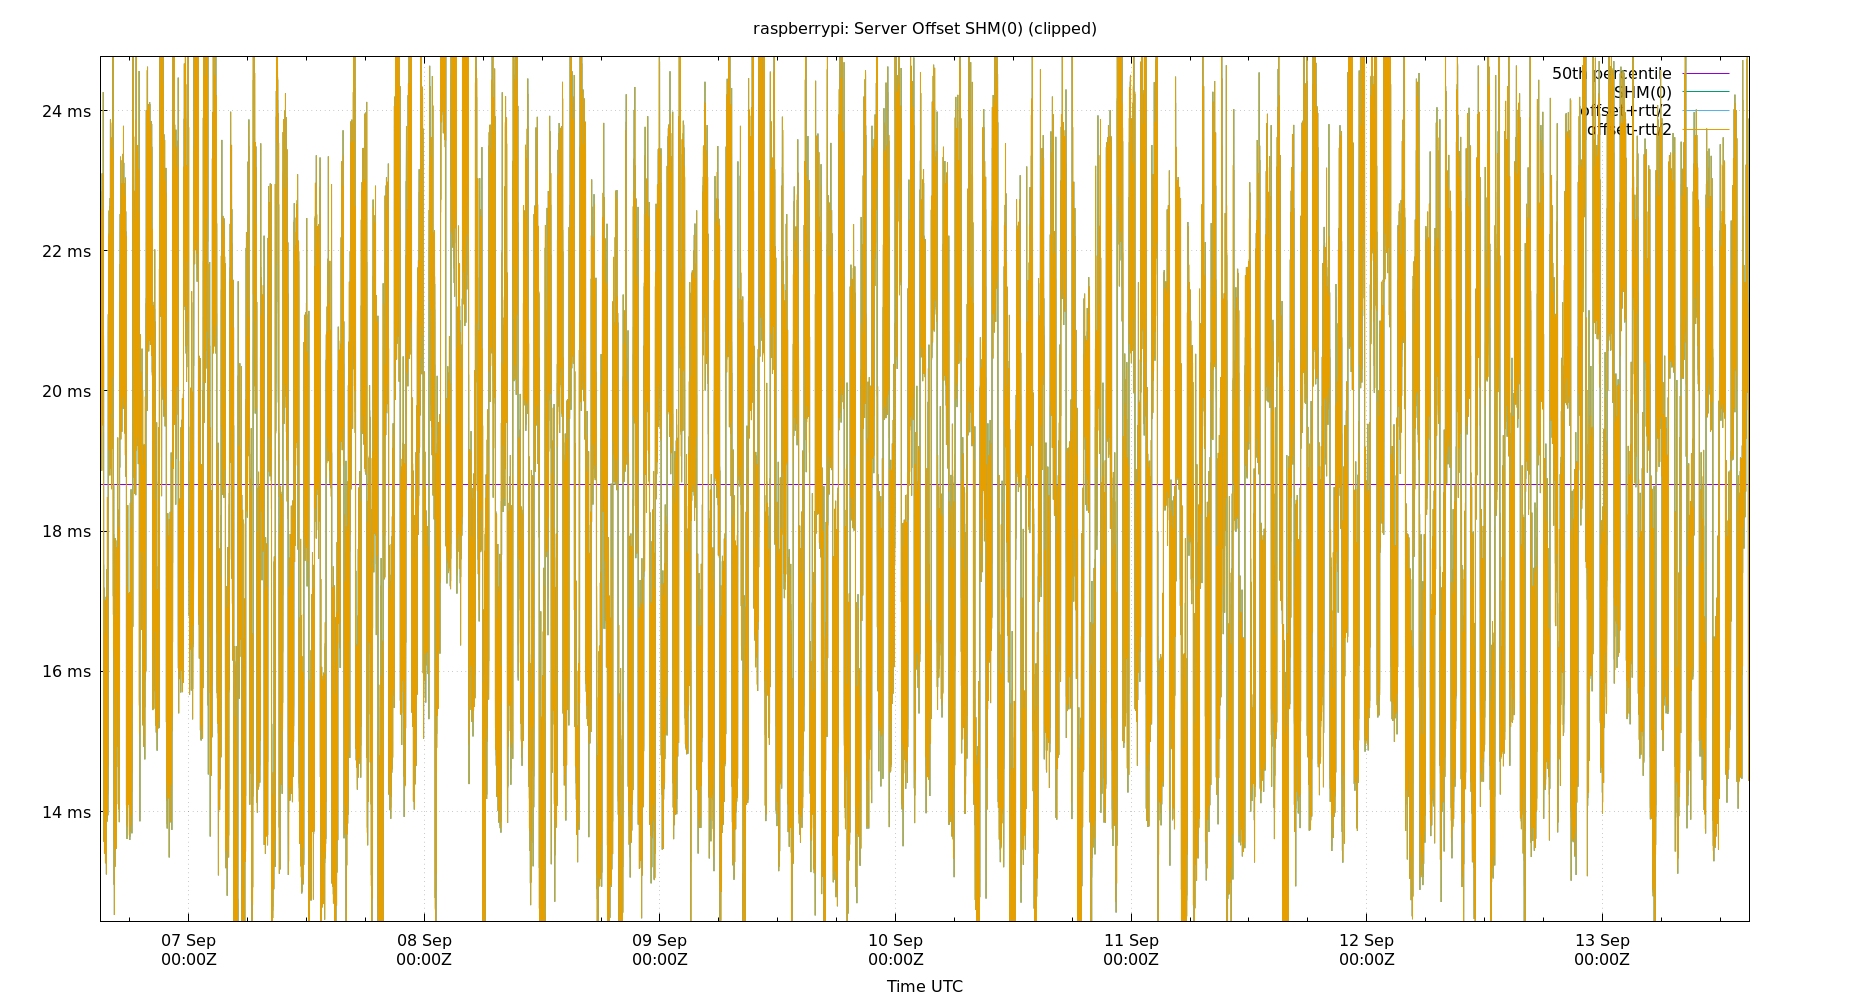 raspberrypi: Server Offset SHM(0) (clipped)
50th percentile
SHM(0)
offset+rtt/2
offset-rtt/2
24 ms
22 ms
20 ms
18 ms
16 ms
14 ms
07 Sep 08 Sep 09 Sep 10 Sep 11 Sep 12 Sep 13 Sep
00:00Z 00:00Z 00:00Z 00:00Z 00:00Z 00:00Z 00:00Z
Time UTC